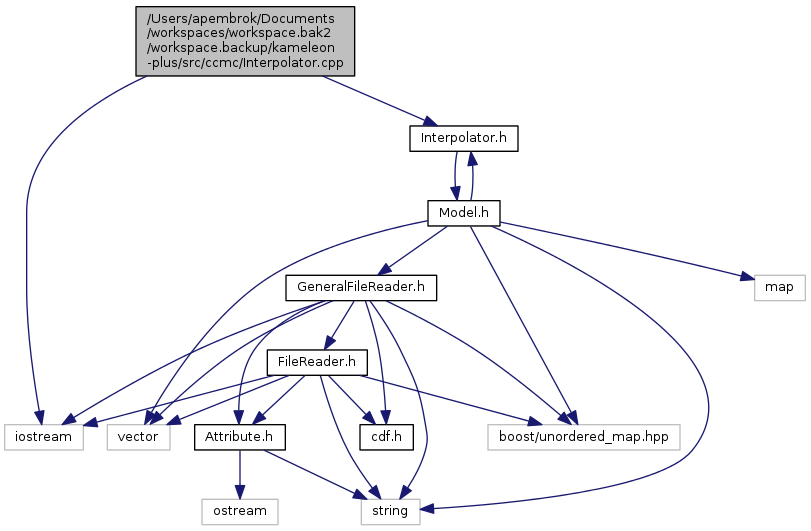 /Users/apembrok/Documents
/workspaces/workspace.bak2
/workspace.backup/kameleon
-plus/src/ccmc/Interpolator.cpp
Interpolator.h
Model.h
GeneralFileReader.h
map
FileReader.h
iostream
vector
Attribute.h
cdf.h
boost/unordered_map.hpp
ostream
string